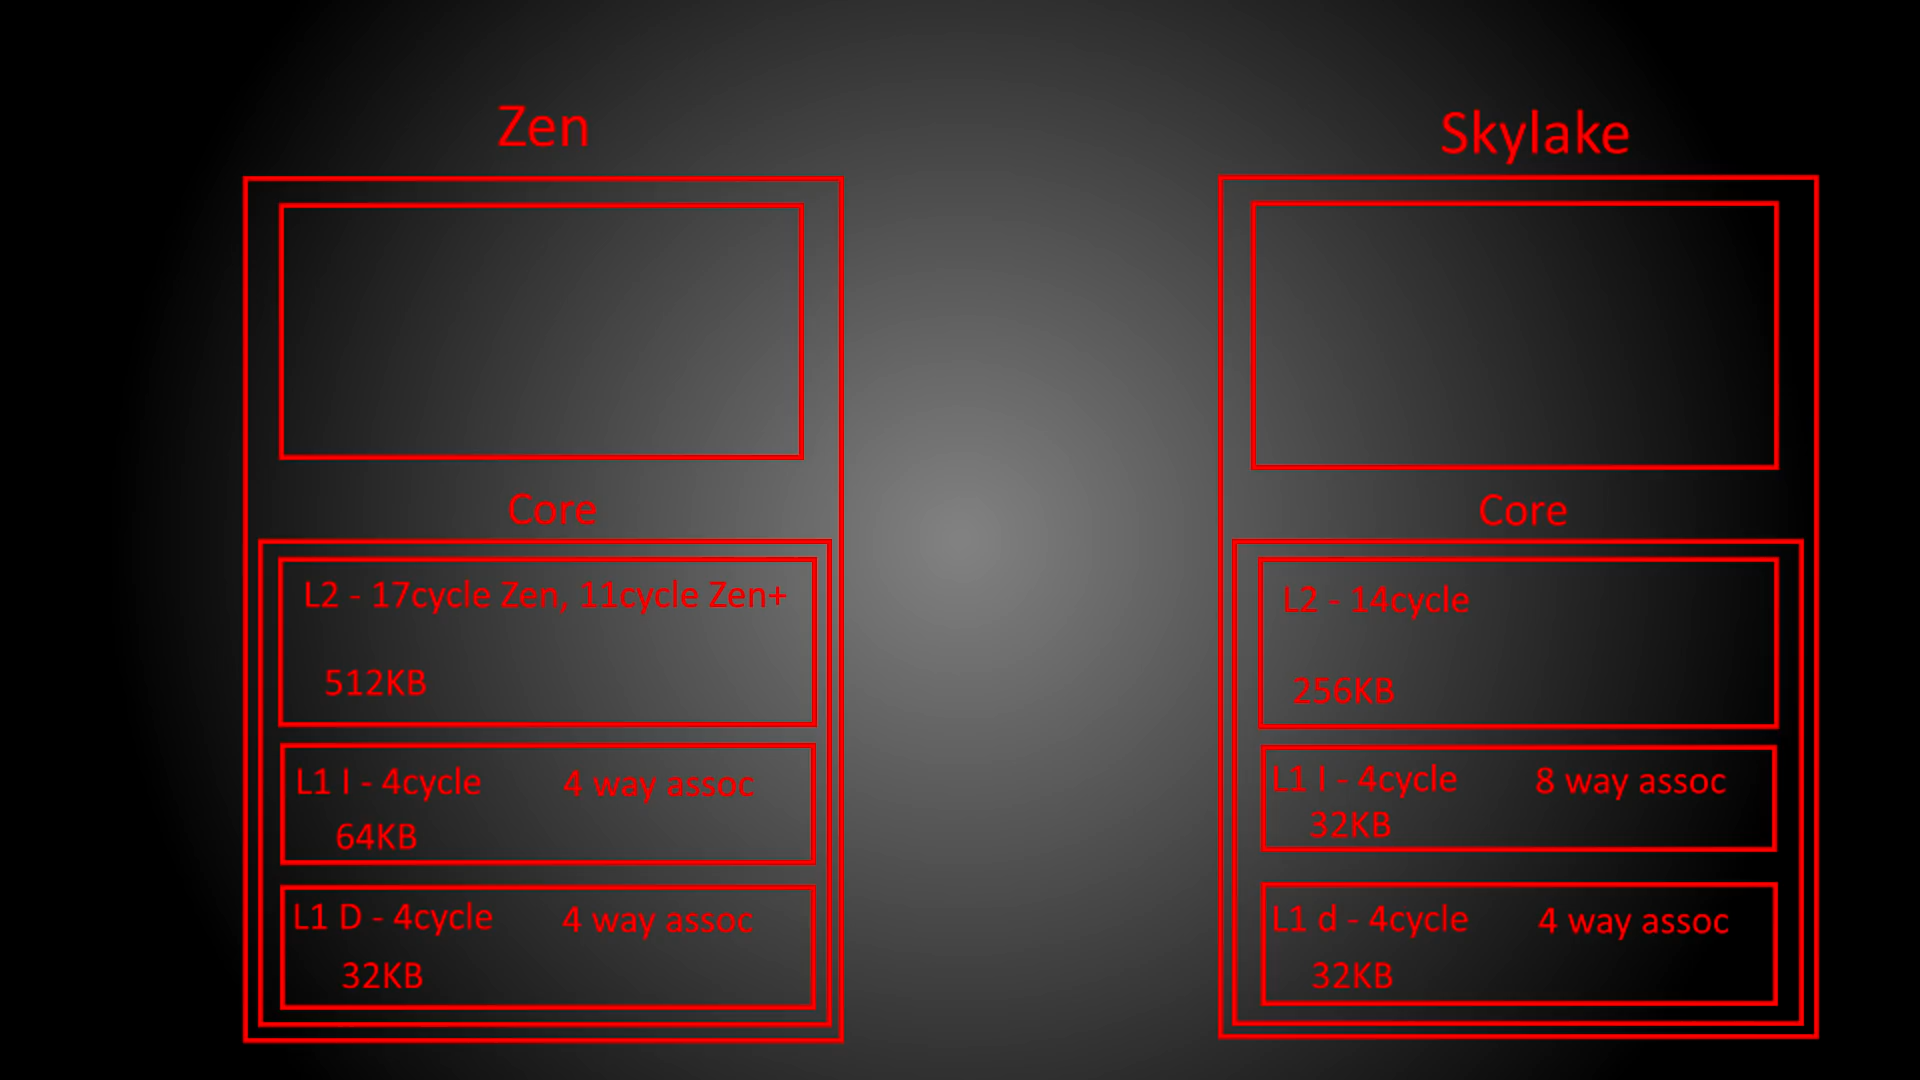 Zen
Core
L2 - 17cycle Zen, 11cycle Zen+
512KB
L1 I - 4cycle 4 way assoc
64KB
L1 D - 4cycle 4 way assoc
32KB
Skylake
Core
L2 - 14cycle
256KB
L1 I - 4cycle 8 way assoc
32KB
L1 d - 4cycle 4 way assoc
32KB